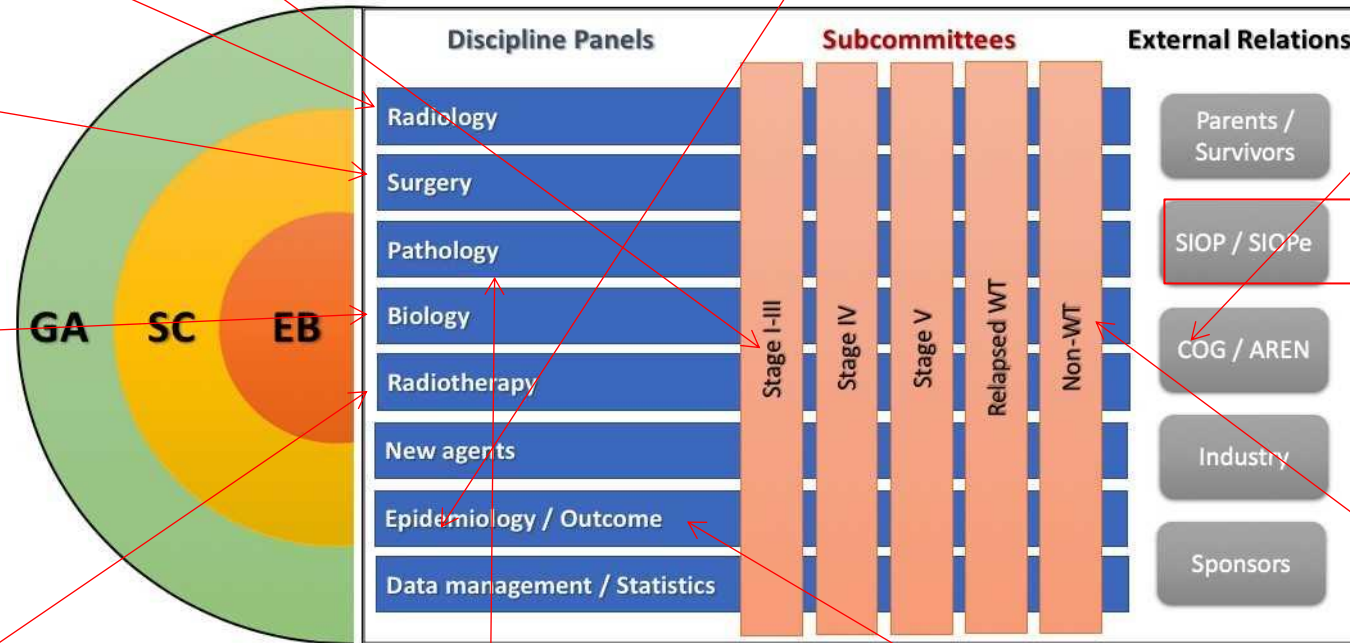 Discipline Panels
Subcommittees
External Relations
Radiology
Surgery
Pathology
Biology
Radiotherapy
New agents
Epidemiology / Outcome
Data management / Statistics
Stage I-III
Stage IV
Stage V
Relapsed WT
Non-WT
Parents /
Survivors
SIOP / SIOPe
COG / AREN
Industry
Sponsors
GA
SC
EB